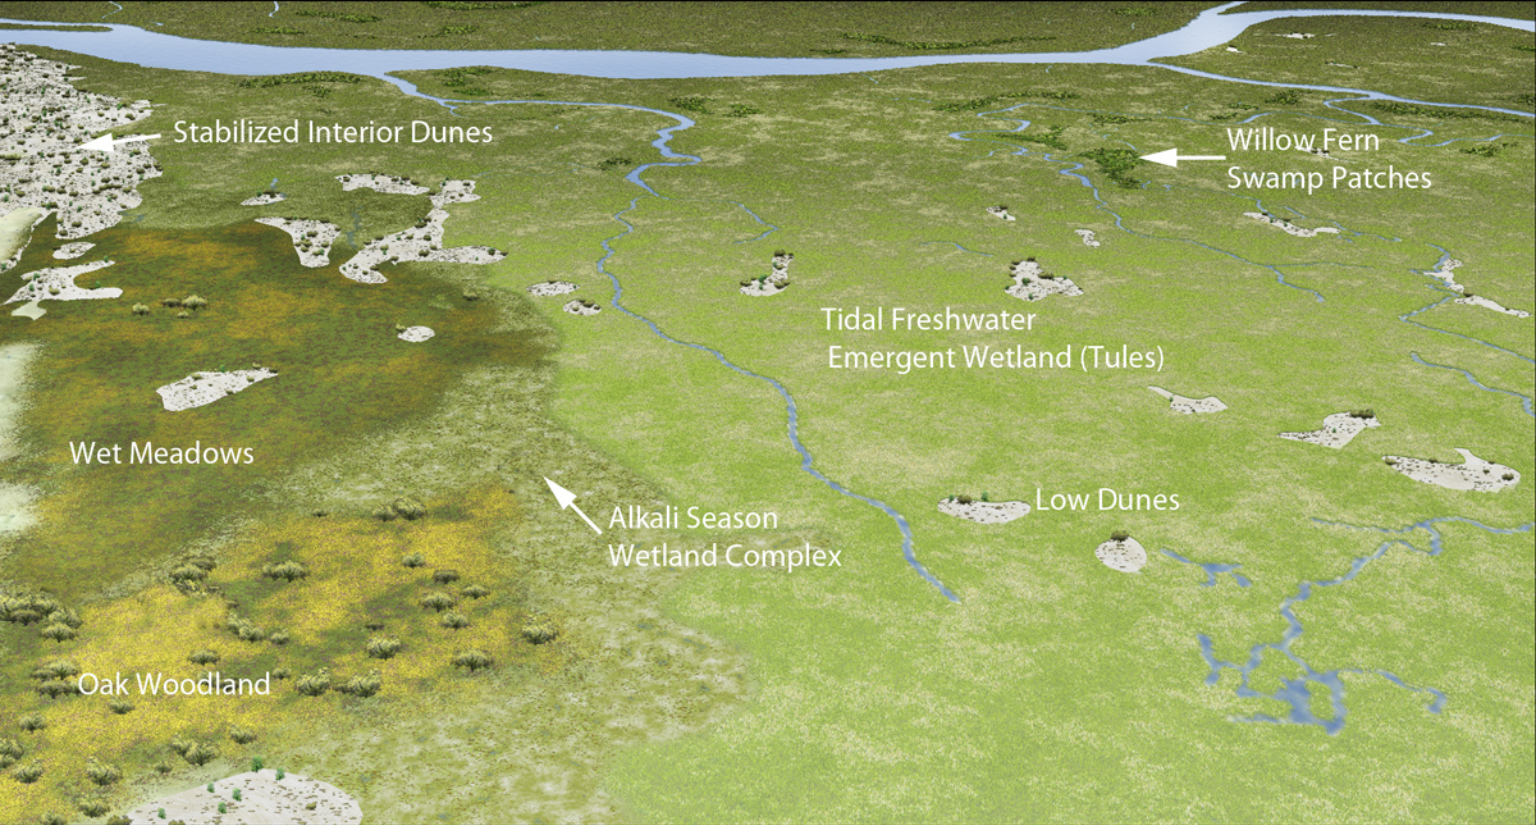 Stabilized Interior Dunes
Willow Fern
Swamp Patches
Tidal Freshwater
Emergent Wetland (Tules)
Wet Meadows
Low Dunes
Alkali Season
Wetland Complex
Oak Woodland